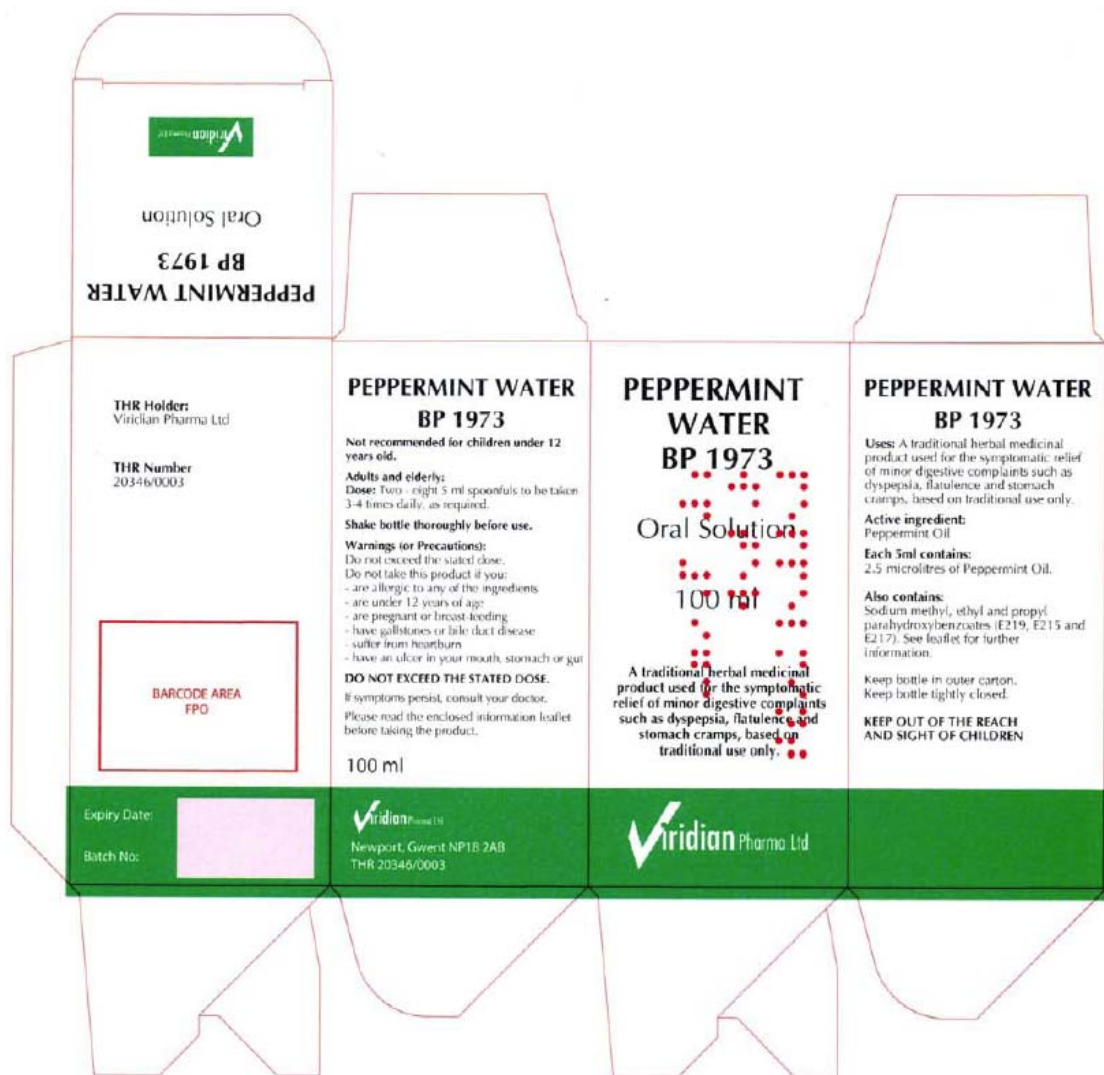 Viridian Pharma Ltd
Oral Solution
BP 1973
PEPPERMINT WATER
THR Holder:
Viridian Pharma Ltd
THR Number
20346/0003
BARCODE AREA
FPO
Expiry Date:
Batch No:
PEPPERMINT WATER
BP 1973
Not recommended for children under 12
years old.
Adults and elderly:
Dose: Two - eight 5 ml spoonfuls to be taken
3-4 times daily, as required.
Shake bottle thoroughly before use.
Warnings (or Precautions):
Do not exceed the stated dose.
Do not take this product if you:
- are allergic to any of the ingredients
- are under 12 years of age
- are pregnant or breast-feeding
- have gallstones or bile duct disease
- suffer from heartburn
- have an ulcer in your mouth, stomach or gut
DO NOT EXCEED THE STATED DOSE.
If symptoms persist, consult your doctor.
Please read the enclosed information leaflet
before taking the product.
100 ml
Viridian Pharma Ltd
Newport, Gwent NP18 2AB
THR 20346/0003
PEPPERMINT
WATER
BP 1973
Oral Solution
100 ml
A traditional herbal medicinal
product used for the symptomatic
relief of minor digestive complaints
such as dyspepsia, flatulence and
stomach cramps, based on
traditional use only.
Viridian Pharma Ltd
PEPPERMINT WATER
BP 1973
Uses: A traditional herbal medicinal
product used for the symptomatic relief
of minor digestive complaints such as
dyspepsia, flatulence and stomach
cramps, based on traditional use only.
Active ingredient:
Peppermint Oil
Each 5ml contains:
2.5 microlitres of Peppermint Oil.
Also contains:
Sodium methyl, ethyl and propyl
parahydroxybenzoates (E219, E215 and
E217). See leaflet for further
information.
Keep bottle in outer carton.
Keep bottle tightly closed.
KEEP OUT OF THE REACH
AND SIGHT OF CHILDREN